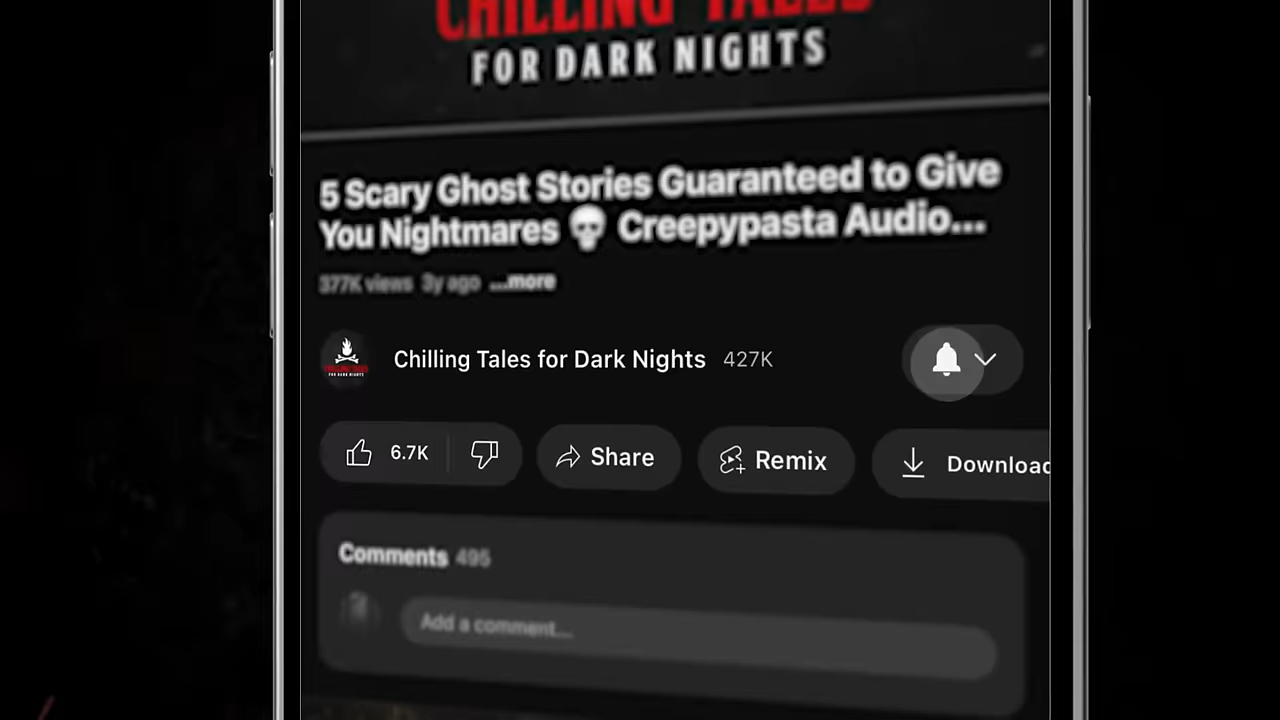 CHILLING TALES
FOR DARK NIGHTS
5 Scary Ghost Stories Guaranteed to Give
You Nightmares 💀 Creepypasta Audio...
377K views 3y ago ...more
Chilling Tales for Dark Nights 427K
6.7K Share Remix Download
Comments 495
Add a comment...